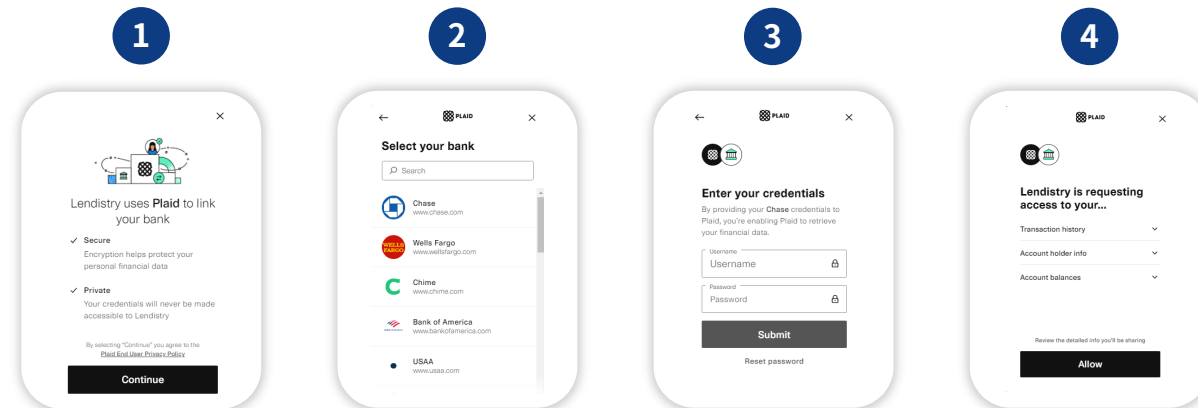 1
2
3
4
Lendistry uses Plaid to link
your bank
Secure
Encryption helps protect your
personal financial data
Private
Your credentials will never be made
accessible to Lendistry
By selecting "Continue" you agree to the
Plaid End User Privacy Policy
Continue
PLAID
Select your bank
Search
Chase
www.chase.com
WELLS
FARGO
Wells Fargo
www.wellsfargo.com
Chime
www.chime.com
Bank of America
www.bankofamerica.com
USAA
www.usaa.com
PLAID
Enter your credentials
By providing your Chase credentials to
Plaid, you're enabling Plaid to retrieve
your financial data.
Username
Username
Password
Password
Submit
Reset password
PLAID
Lendistry is requesting
access to your...
Transaction history
Account holder info
Account balances
Review the detailed info you'll be sharing
Allow